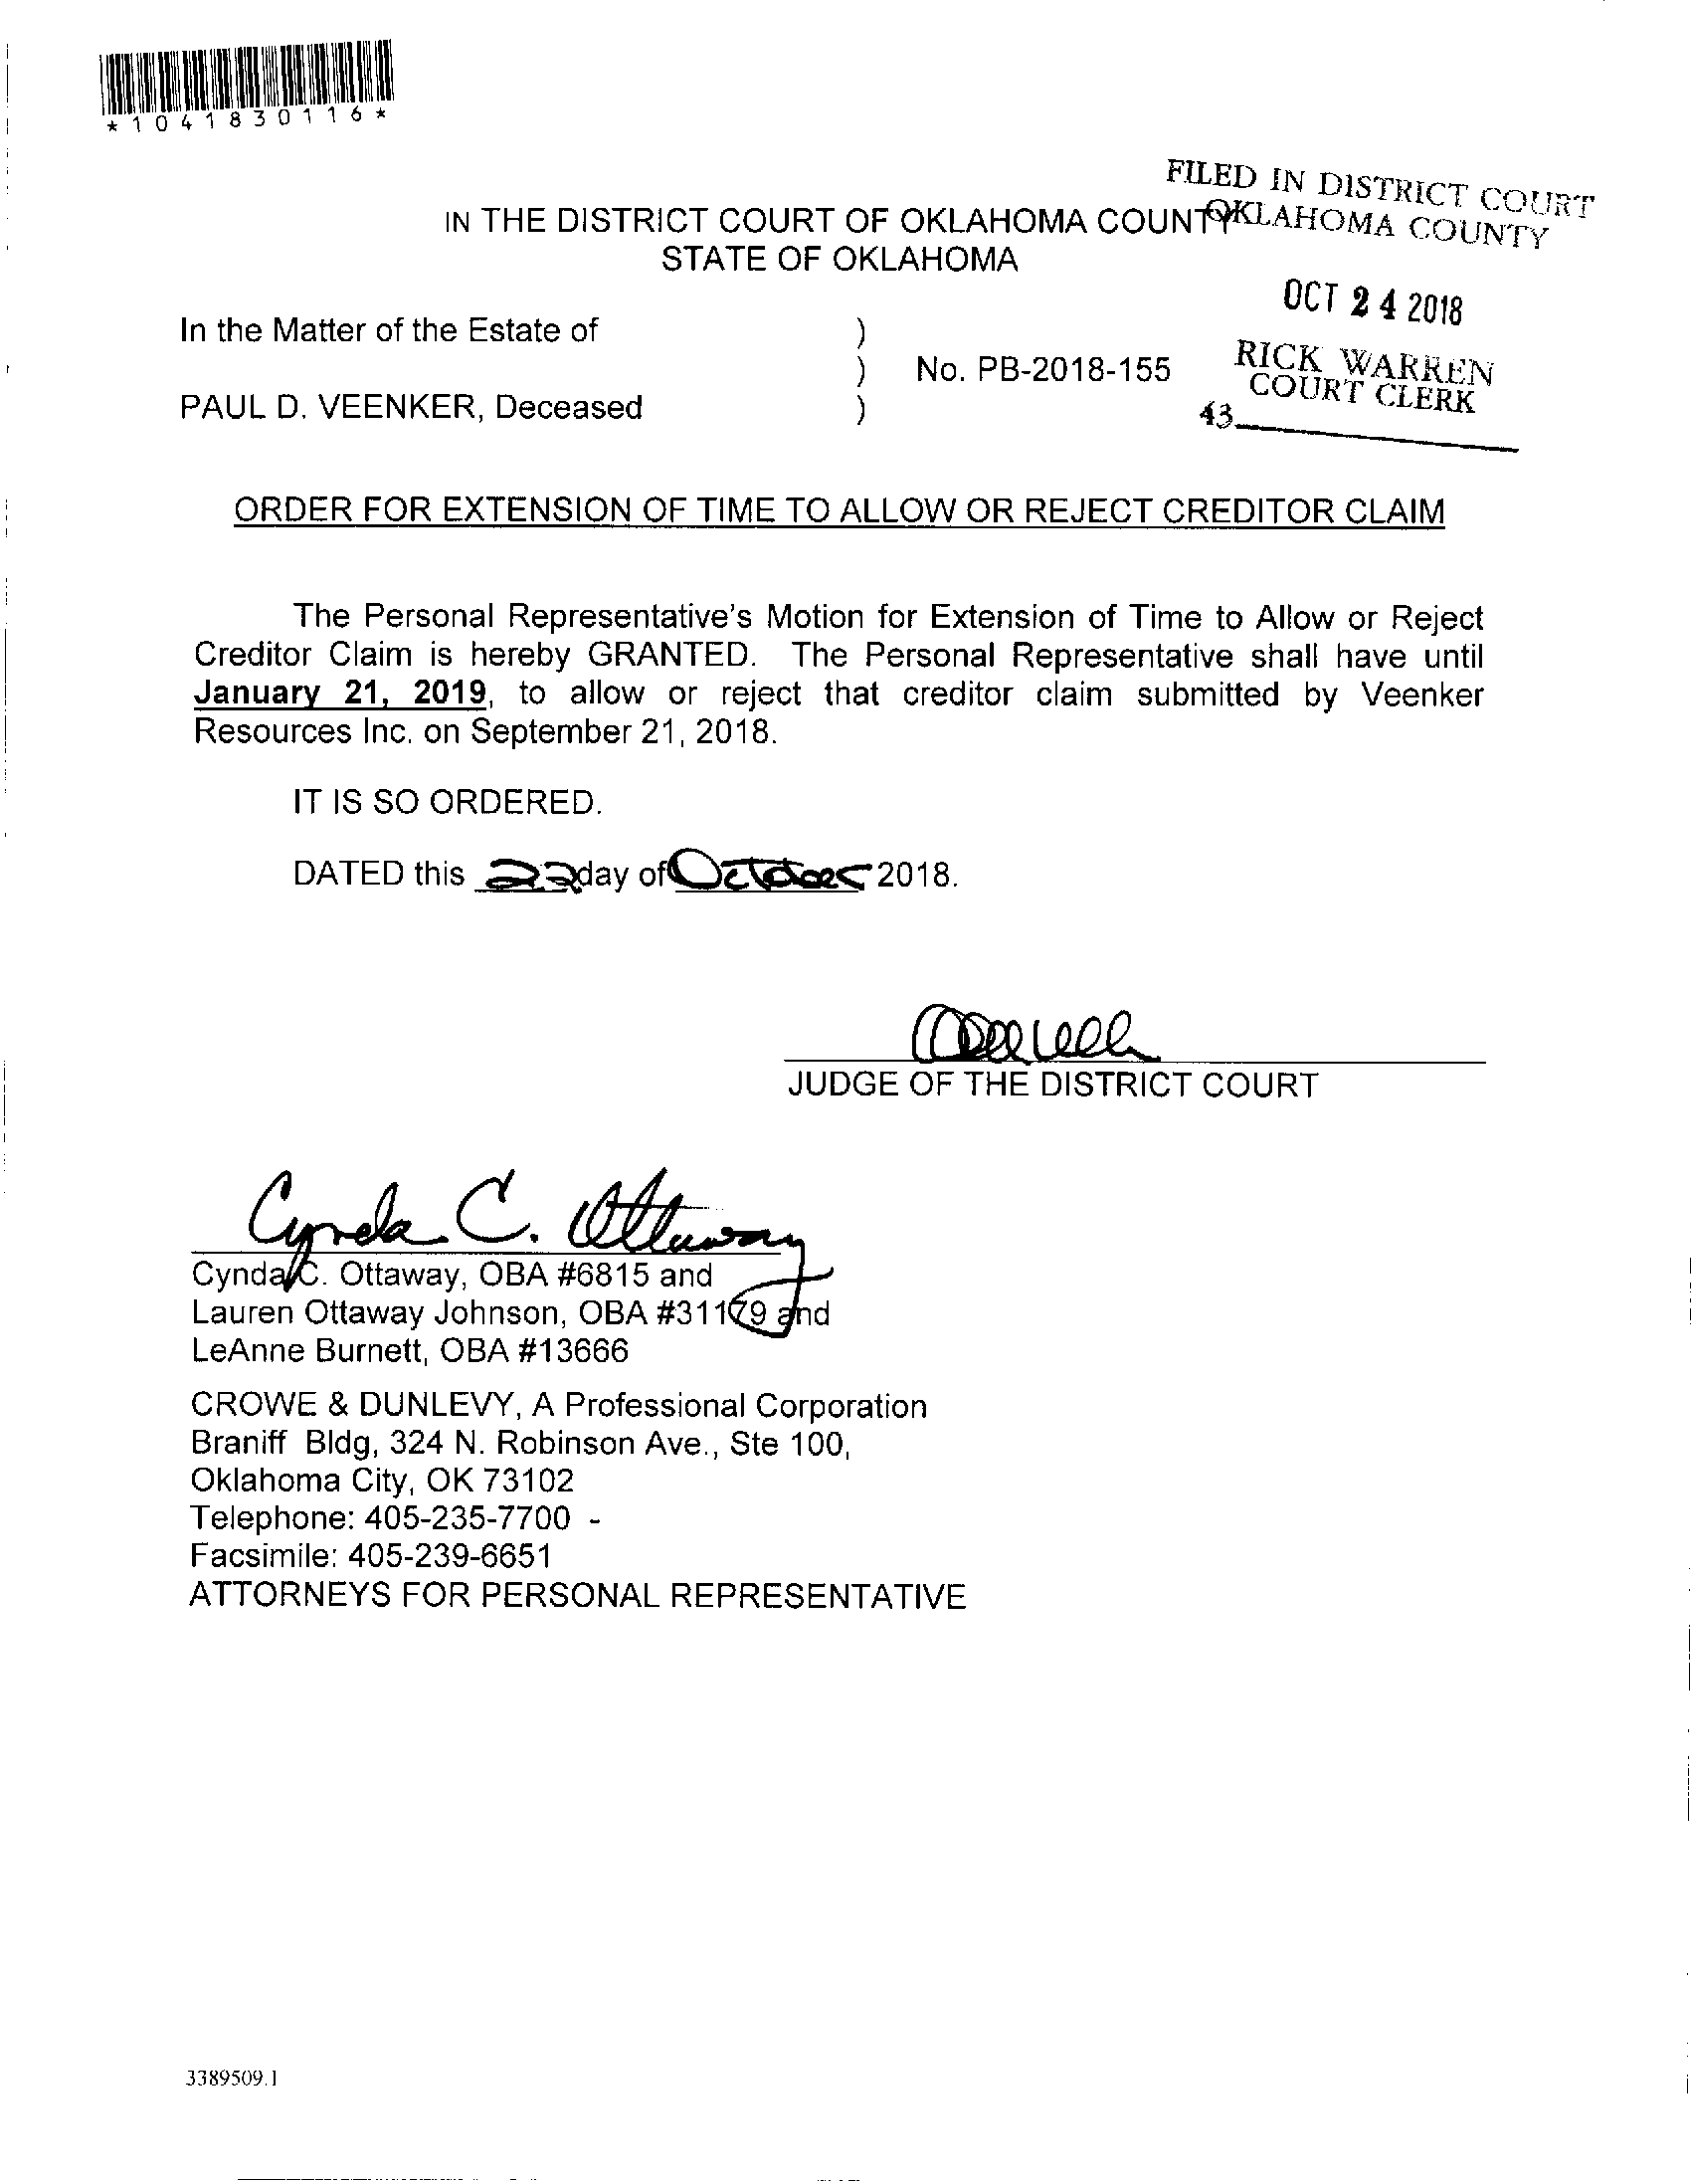 *1041830116*
FILED IN DISTRICT COURT
OKLAHOMA COUNTY
IN THE DISTRICT COURT OF OKLAHOMA COUNTY
STATE OF OKLAHOMA
OCT 24 2018
In the Matter of the Estate of )
) No. PB-2018-155
PAUL D. VEENKER, Deceased )
RICK WARREN
COURT CLERK
43
ORDER FOR EXTENSION OF TIME TO ALLOW OR REJECT CREDITOR CLAIM
The Personal Representative's Motion for Extension of Time to Allow or Reject
Creditor Claim is hereby GRANTED. The Personal Representative shall have until
January 21, 2019, to allow or reject that creditor claim submitted by Veenker
Resources Inc. on September 21, 2018.
IT IS SO ORDERED.
DATED this 22 day of October 2018.
JUDGE OF THE DISTRICT COURT
Cynda C. Ottaway
Cynda C. Ottaway, OBA #6815 and
Lauren Ottaway Johnson, OBA #31179 and
LeAnne Burnett, OBA #13666
CROWE & DUNLEVY, A Professional Corporation
Braniff Bldg, 324 N. Robinson Ave., Ste 100,
Oklahoma City, OK 73102
Telephone: 405-235-7700 -
Facsimile: 405-239-6651
ATTORNEYS FOR PERSONAL REPRESENTATIVE
3389509.1